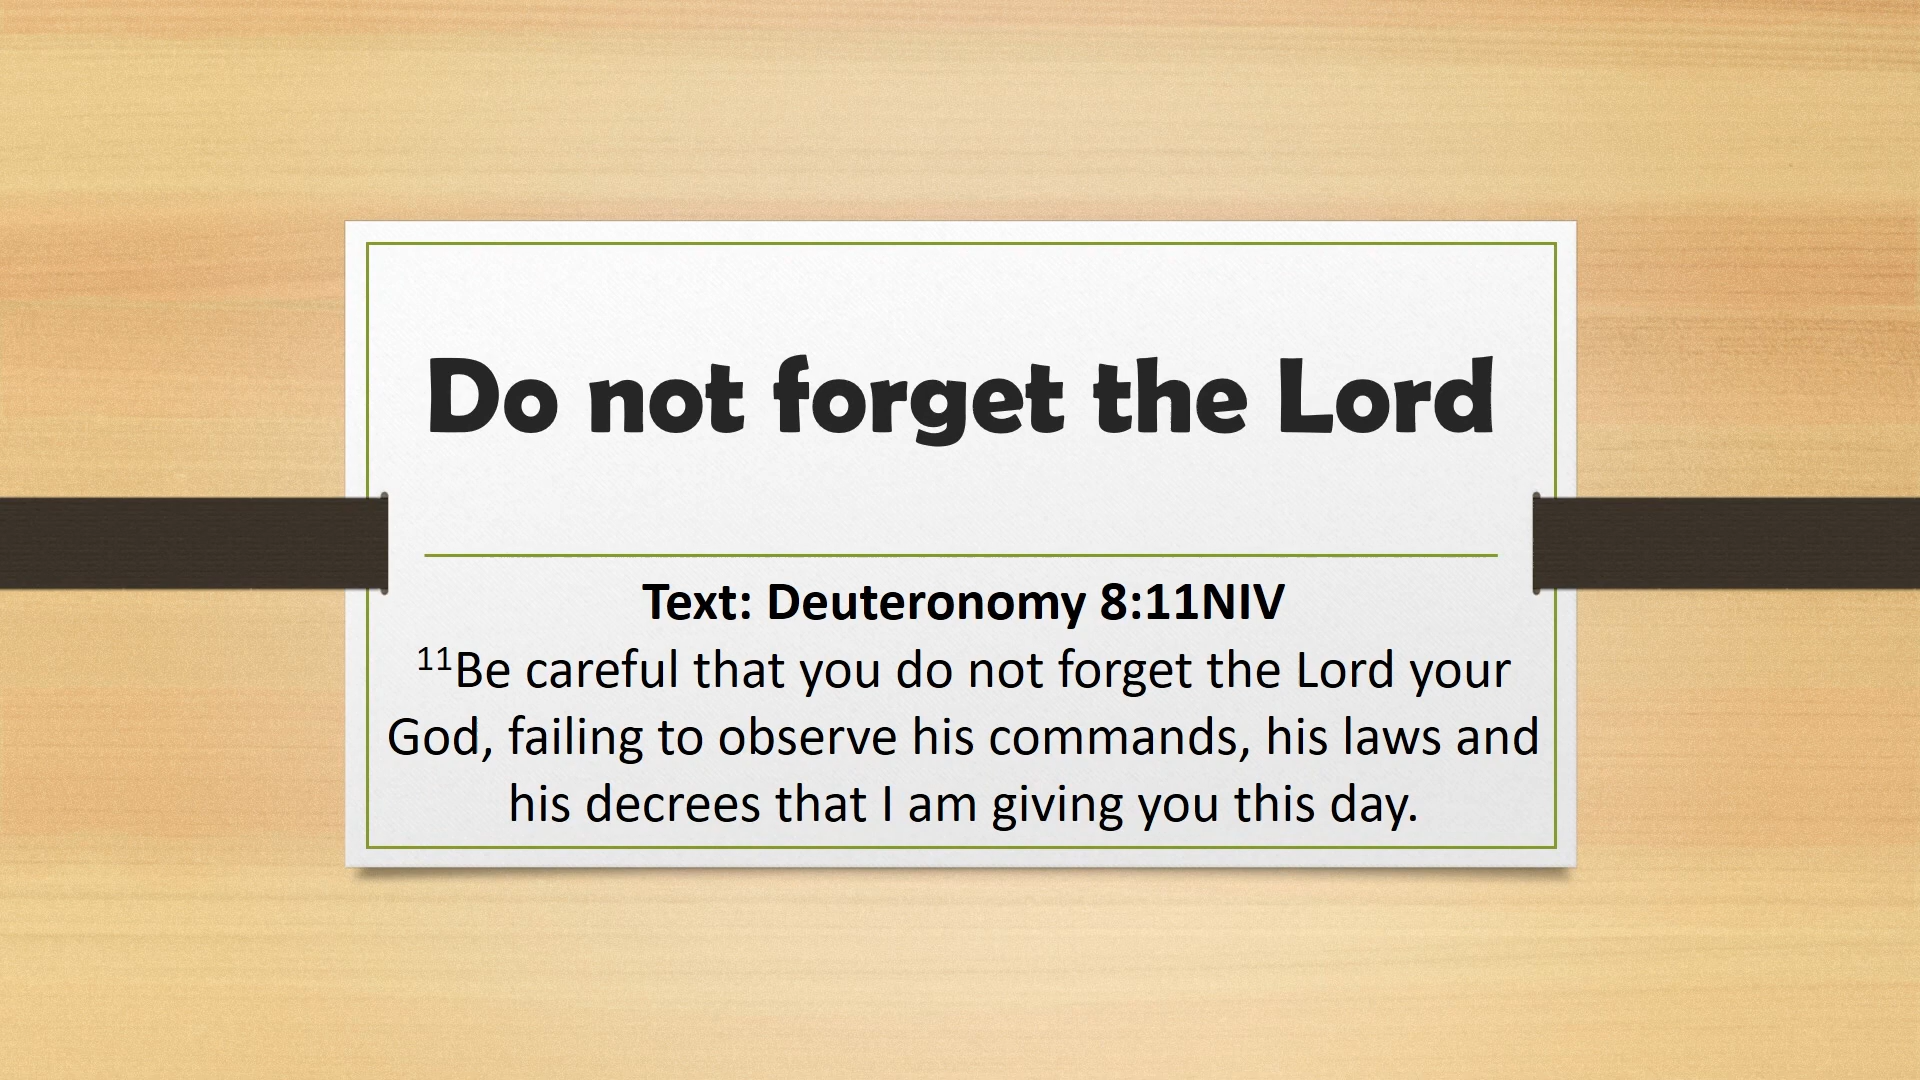 Do not forget the Lord
Text: Deuteronomy 8:11NIV
¹¹Be careful that you do not forget the Lord your
God, failing to observe his commands, his laws and
his decrees that I am giving you this day.